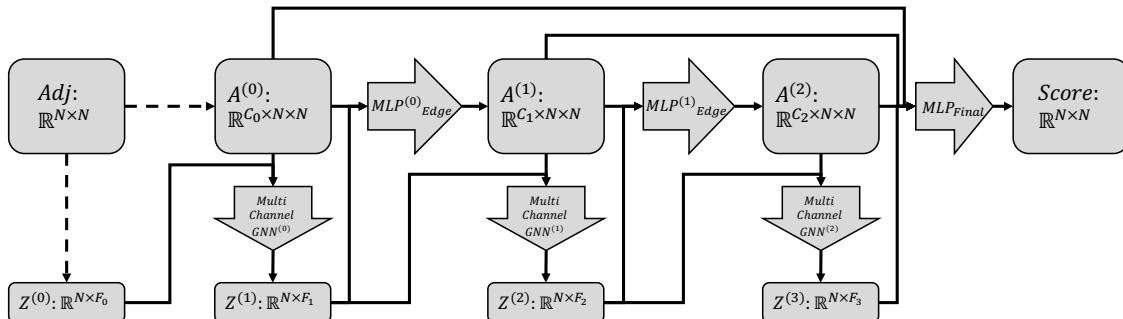 Adj:
ℝ^{N×N}
A^{(0)}:
ℝ^{C_0×N×N}
MLP^{(0)}_{Edge}
A^{(1)}:
ℝ^{C_1×N×N}
MLP^{(1)}_{Edge}
A^{(2)}:
ℝ^{C_2×N×N}
MLP_{Final}
Score:
ℝ^{N×N}
Multi
Channel
GNN^{(0)}
Multi
Channel
GNN^{(1)}
Multi
Channel
GNN^{(2)}
Z^{(0)}: ℝ^{N×F_0}
Z^{(1)}: ℝ^{N×F_1}
Z^{(2)}: ℝ^{N×F_2}
Z^{(3)}: ℝ^{N×F_3}